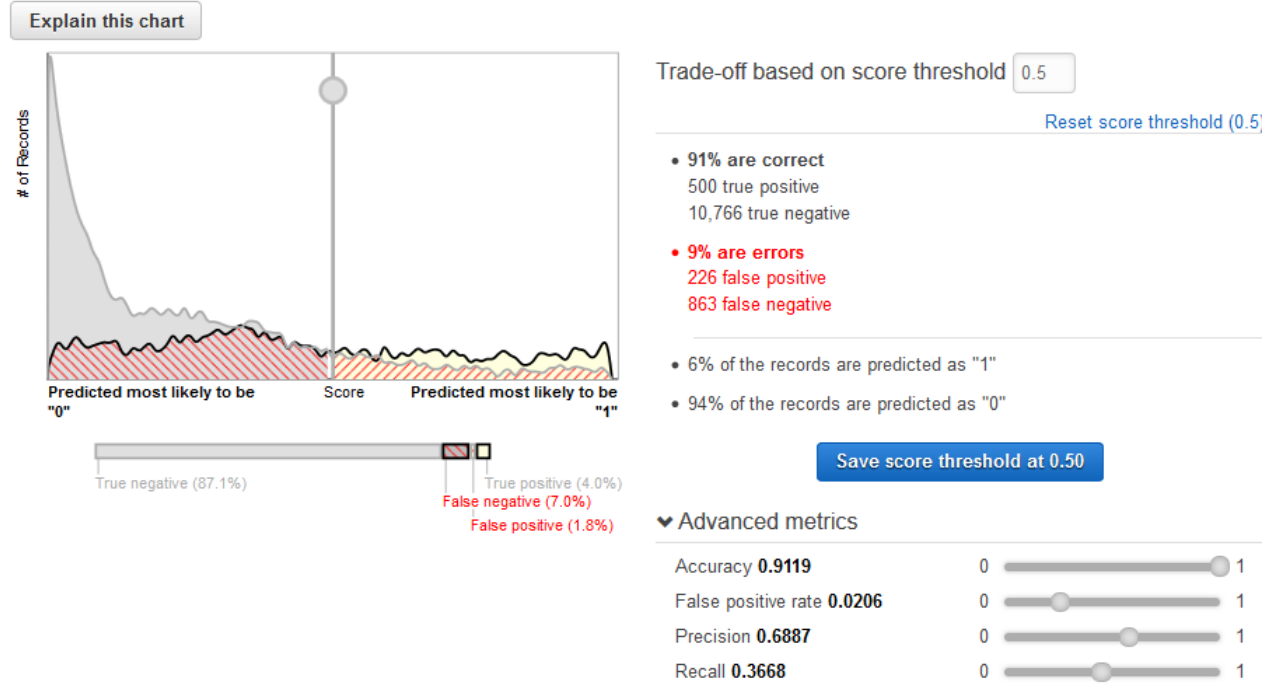 Explain this chart
# of Records
Predicted most likely to be "0"
Score
Predicted most likely to be "1"
True negative (87.1%)
True positive (4.0%)
False negative (7.0%)
False positive (1.8%)
Trade-off based on score threshold 0.5
Reset score threshold (0.5)
• 91% are correct
500 true positive
10,766 true negative
• 9% are errors
226 false positive
863 false negative
• 6% of the records are predicted as "1"
• 94% of the records are predicted as "0"
Save score threshold at 0.50
Advanced metrics
Accuracy 0.9119 0 1
False positive rate 0.0206 0 1
Precision 0.6887 0 1
Recall 0.3668 0 1